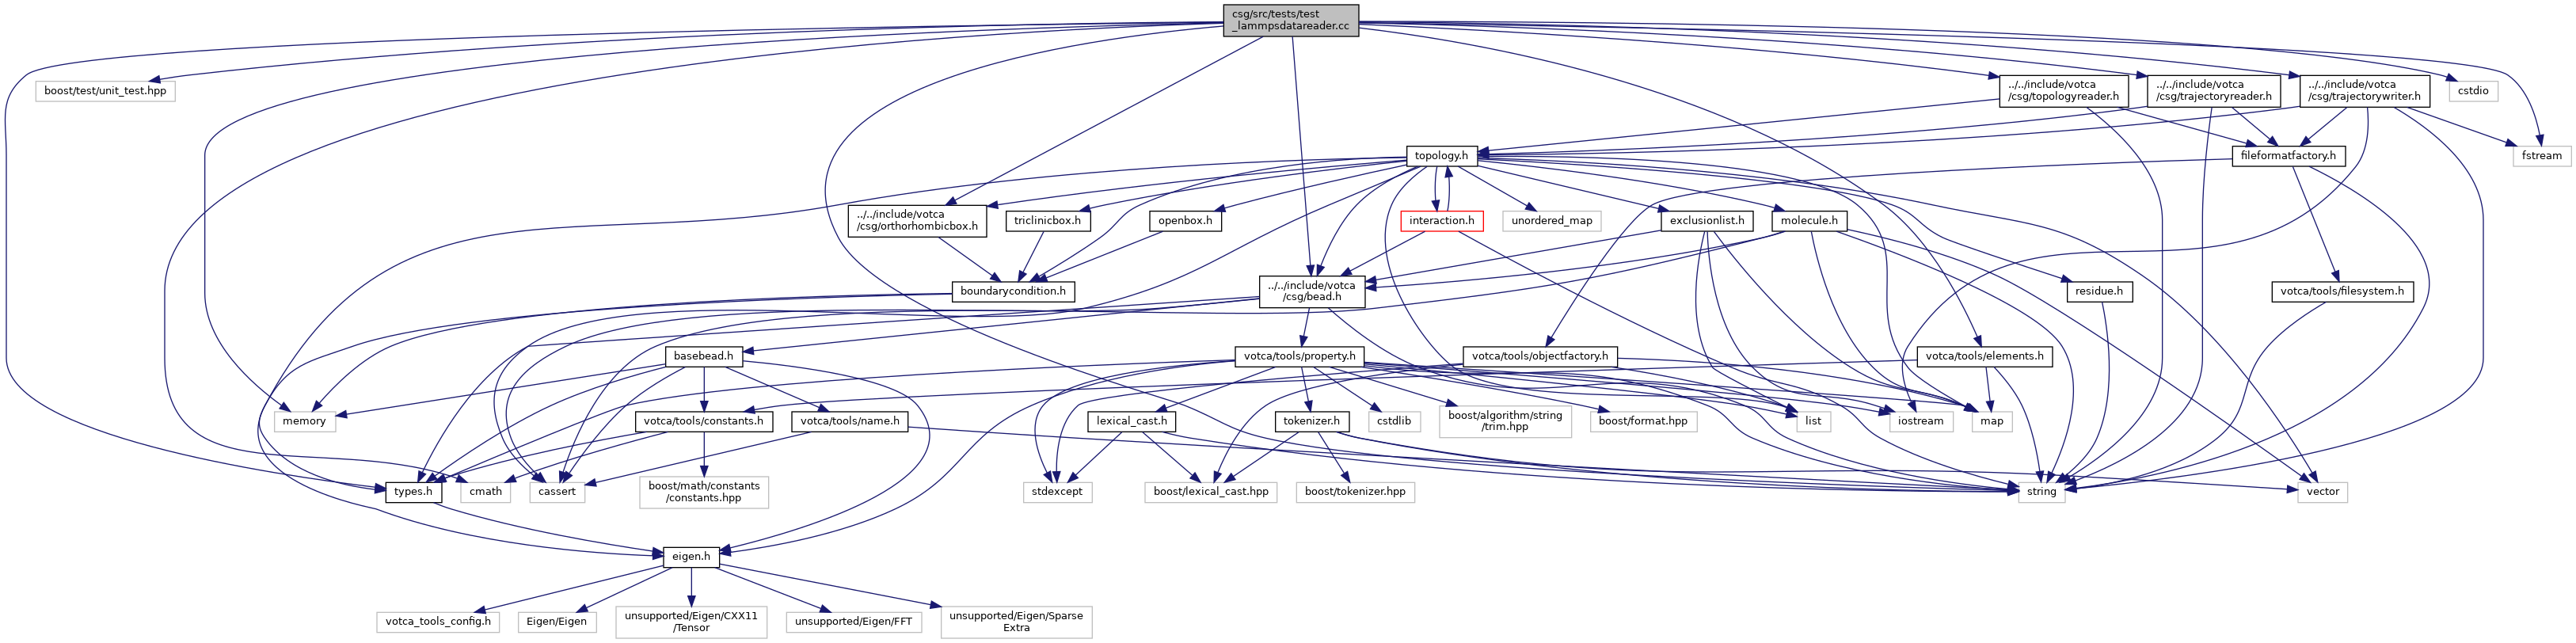 csg/src/tests/test
_lammpsdatareader.cc
boost/test/unit_test.hpp
../../include/votca
/csg/topologyreader.h
../../include/votca
/csg/trajectoryreader.h
../../include/votca
/csg/trajectorywriter.h
cstdio
topology.h
fileformatfactory.h
fstream
../../include/votca
/csg/orthorhombicbox.h
triclinicbox.h
openbox.h
interaction.h
unordered_map
exclusionlist.h
molecule.h
boundarycondition.h
../../include/votca
/csg/bead.h
residue.h
votca/tools/filesystem.h
basebead.h
votca/tools/property.h
votca/tools/objectfactory.h
votca/tools/elements.h
memory
votca/tools/constants.h
votca/tools/name.h
lexical_cast.h
tokenizer.h
cstdlib
boost/algorithm/string
/trim.hpp
boost/format.hpp
list
iostream
map
types.h
cmath
cassert
boost/math/constants
/constants.hpp
stdexcept
boost/lexical_cast.hpp
boost/tokenizer.hpp
string
vector
eigen.h
votca_tools_config.h
Eigen/Eigen
unsupported/Eigen/CXX11
/Tensor
unsupported/Eigen/FFT
unsupported/Eigen/Sparse
Extra